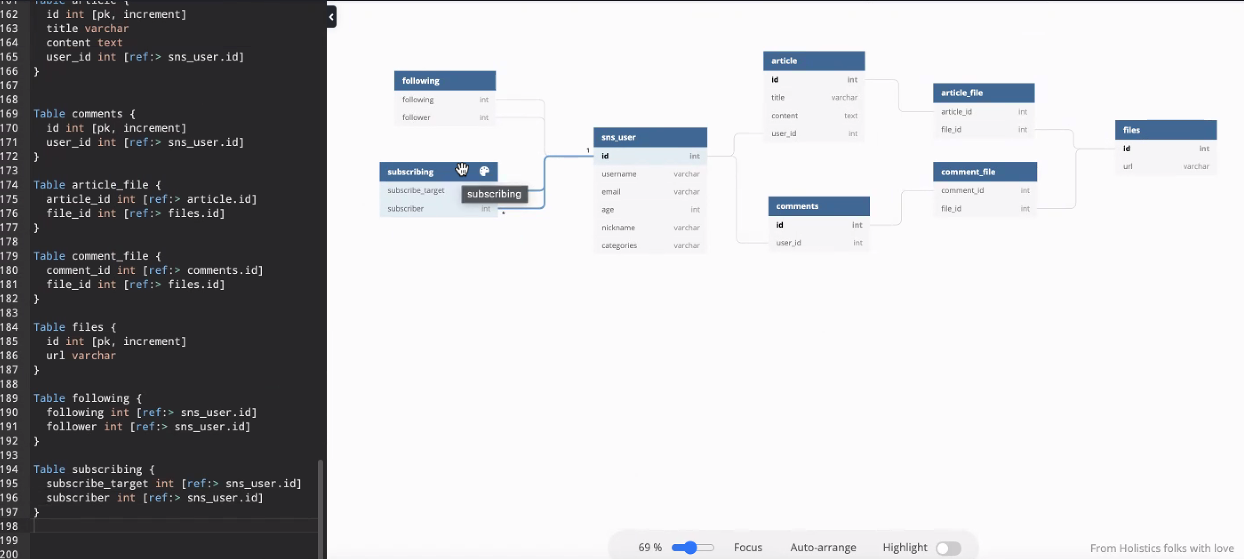 161 Table article {
162 id int [pk, increment]
163 title varchar
164 content text
165 user_id int [ref:> sns_user.id]
166 }
167
168
169 Table comments {
170 id int [pk, increment]
171 user_id int [ref:> sns_user.id]
172 }
173
174 Table article_file {
175 article_id int [ref:> article.id]
176 file_id int [ref:> files.id]
177 }
178
179 Table comment_file {
180 comment_id int [ref:> comments.id]
181 file_id int [ref:> files.id]
182 }
183
184 Table files {
185 id int [pk, increment]
186 url varchar
187 }
188
189 Table following {
190 following int [ref:> sns_user.id]
191 follower int [ref:> sns_user.id]
192 }
193
194 Table subscribing {
195 subscribe_target int [ref:> sns_user.id]
196 subscriber int [ref:> sns_user.id]
197 }
198
199
200
following
following int
follower int
subscribing
subscribe_target
subscribing
subscriber int
*
1
sns_user
id int
username varchar
email varchar
age int
nickname varchar
categories varchar
article
id int
title varchar
content text
user_id int
comments
id int
user_id int
article_file
article_id int
file_id int
comment_file
comment_id int
file_id int
files
id int
url varchar
69 % Focus Auto-arrange Highlight
From Holistics folks with love